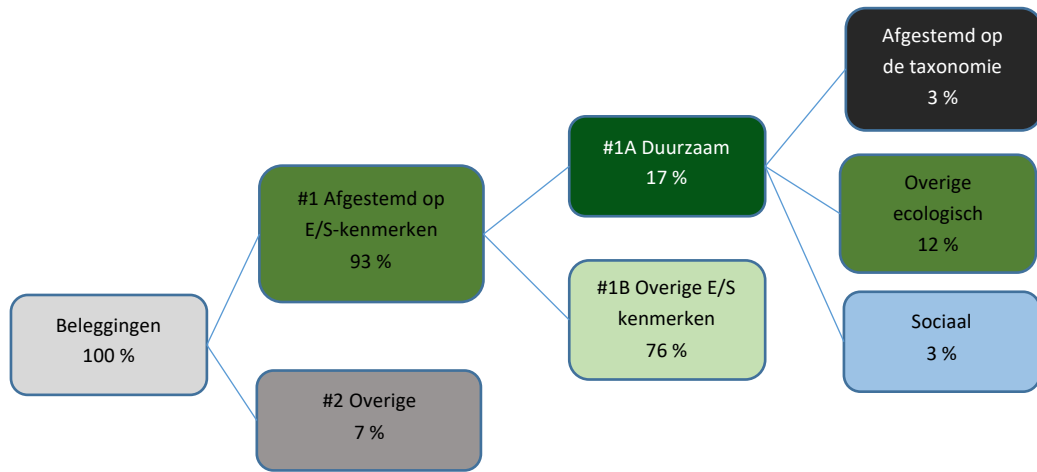 Beleggingen
100 %
#1 Afgestemd op
E/S-kenmerken
93 %
#2 Overige
7 %
#1A Duurzaam
17 %
#1B Overige E/S
kenmerken
76 %
Afgestemd op
de taxonomie
3 %
Overige
ecologisch
12 %
Sociaal
3 %